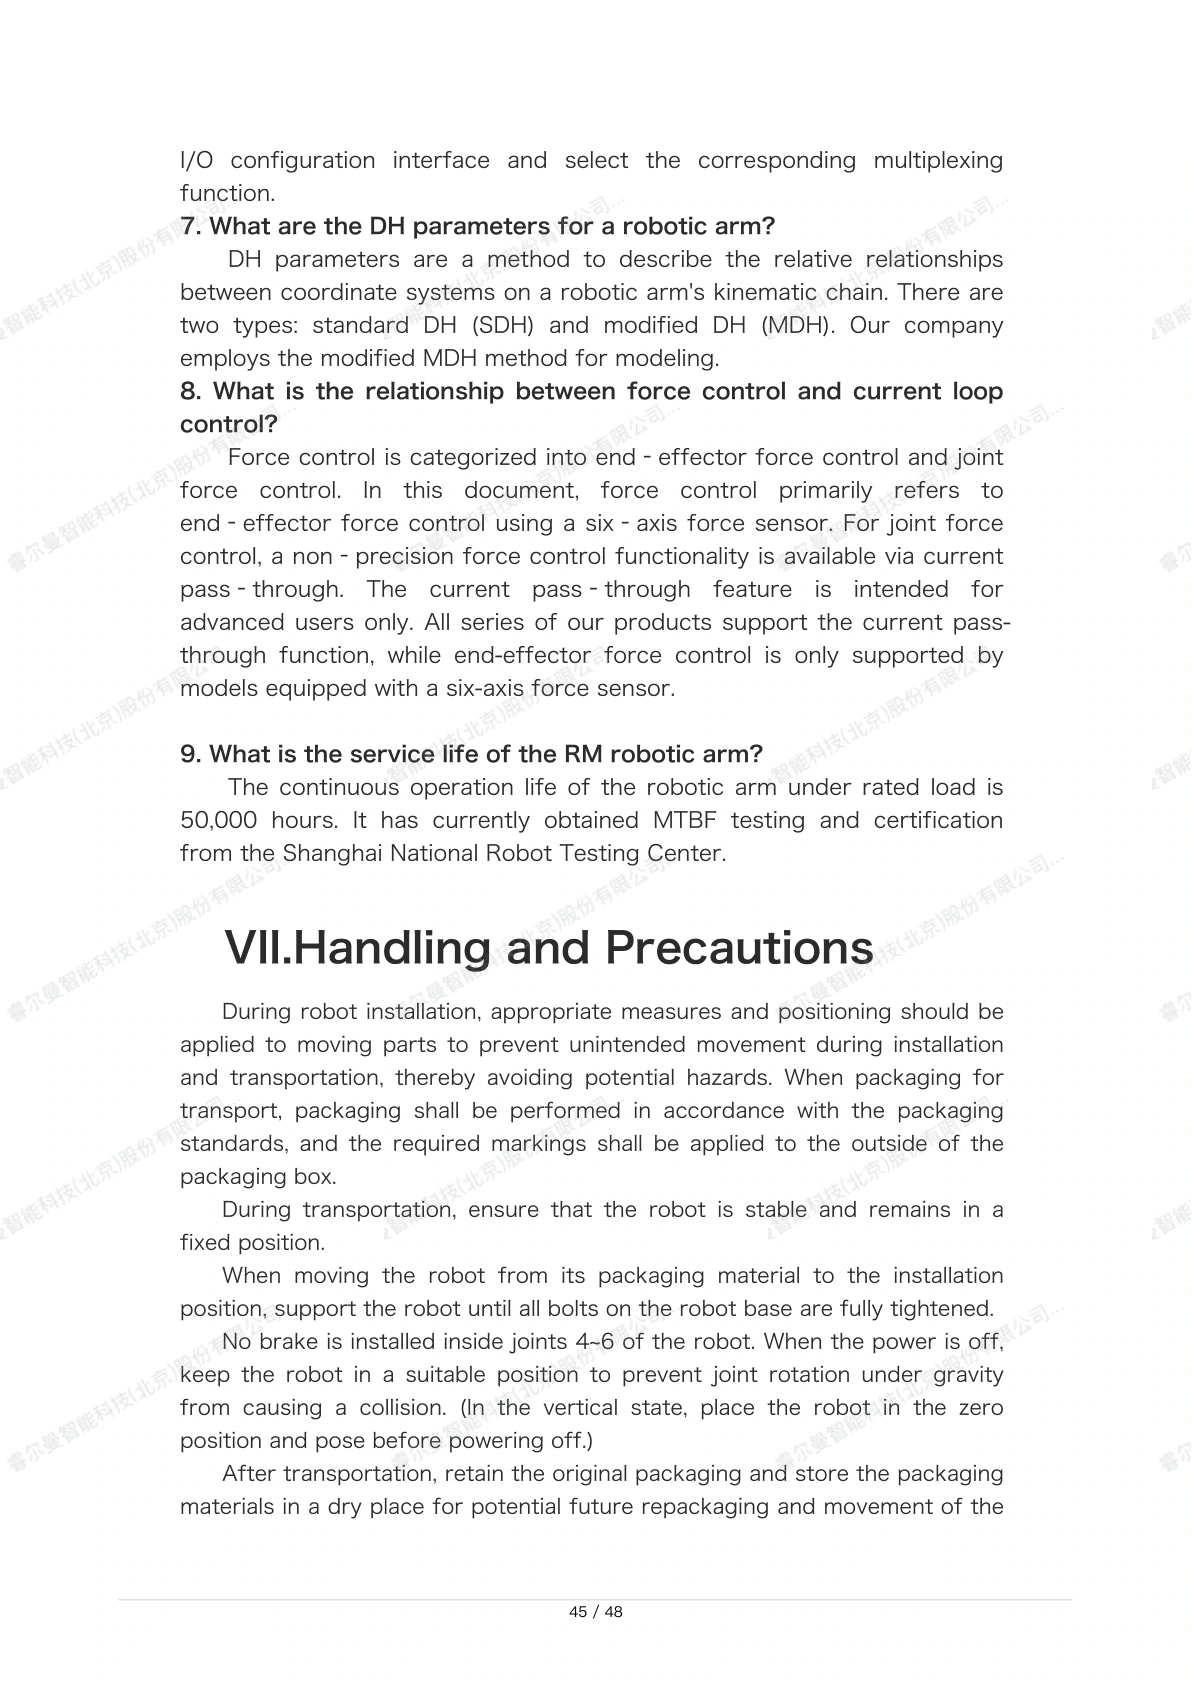 I/O configuration interface and select the corresponding multiplexing
function.
7. What are the DH parameters for a robotic arm?
DH parameters are a method to describe the relative relationships
between coordinate systems on a robotic arm's kinematic chain. There are
two types: standard DH (SDH) and modified DH (MDH). Our company
employs the modified MDH method for modeling.
8. What is the relationship between force control and current loop
control?
Force control is categorized into end‐effector force control and joint
force control. In this document, force control primarily refers to
end‐effector force control using a six‐axis force sensor. For joint force
control, a non‐precision force control functionality is available via current
pass‐through. The current pass‐through feature is intended for
advanced users only. All series of our products support the current pass-
through function, while end-effector force control is only supported by
models equipped with a six-axis force sensor.
9. What is the service life of the RM robotic arm?
The continuous operation life of the robotic arm under rated load is
50,000 hours. It has currently obtained MTBF testing and certification
from the Shanghai National Robot Testing Center.
VII.Handling and Precautions
During robot installation, appropriate measures and positioning should be
applied to moving parts to prevent unintended movement during installation
and transportation, thereby avoiding potential hazards. When packaging for
transport, packaging shall be performed in accordance with the packaging
standards, and the required markings shall be applied to the outside of the
packaging box.
During transportation, ensure that the robot is stable and remains in a
fixed position.
When moving the robot from its packaging material to the installation
position, support the robot until all bolts on the robot base are fully tightened.
No brake is installed inside joints 4~6 of the robot. When the power is off,
keep the robot in a suitable position to prevent joint rotation under gravity
from causing a collision. (In the vertical state, place the robot in the zero
position and pose before powering off.)
After transportation, retain the original packaging and store the packaging
materials in a dry place for potential future repackaging and movement of the
45 / 48
睿尔曼智能科技(北京)股份有限公司...